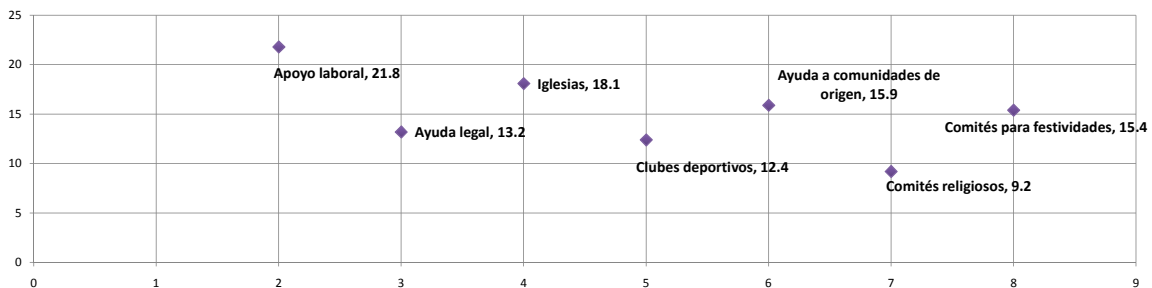 25
20
15
10
5
0
Apoyo laboral, 21.8
Ayuda legal, 13.2
Iglesias, 18.1
Clubes deportivos, 12.4
Ayuda a comunidades de
origen, 15.9
Comités religiosos, 9.2
Comités para festividades, 15.4
0 1 2 3 4 5 6 7 8 9